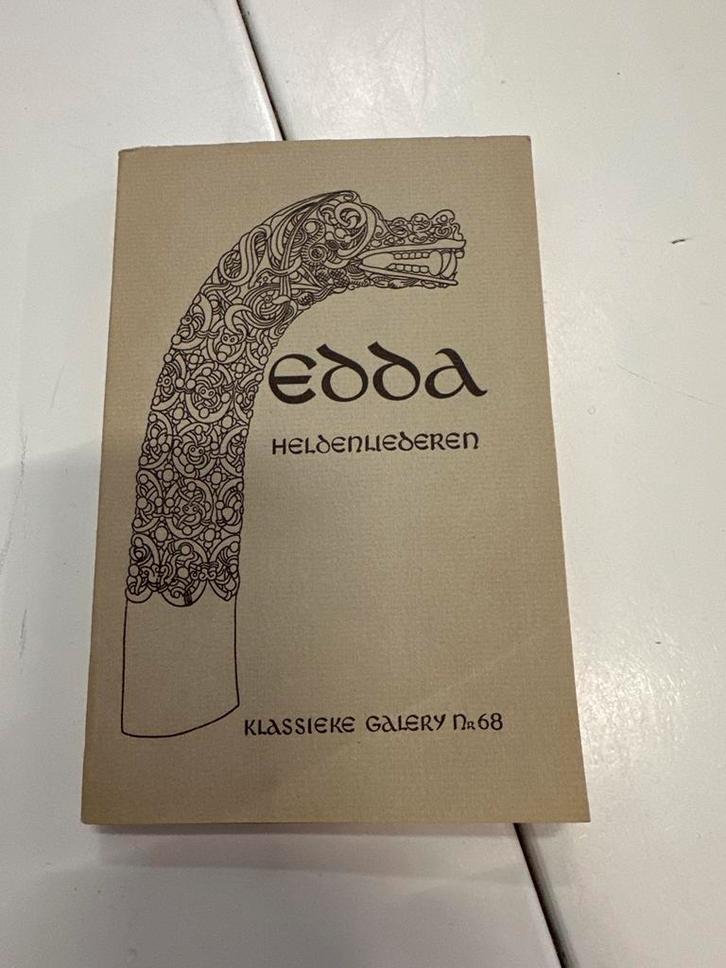 EDDA
HELDENLIEDEREN
KLASSIEKE GALERY NR 68